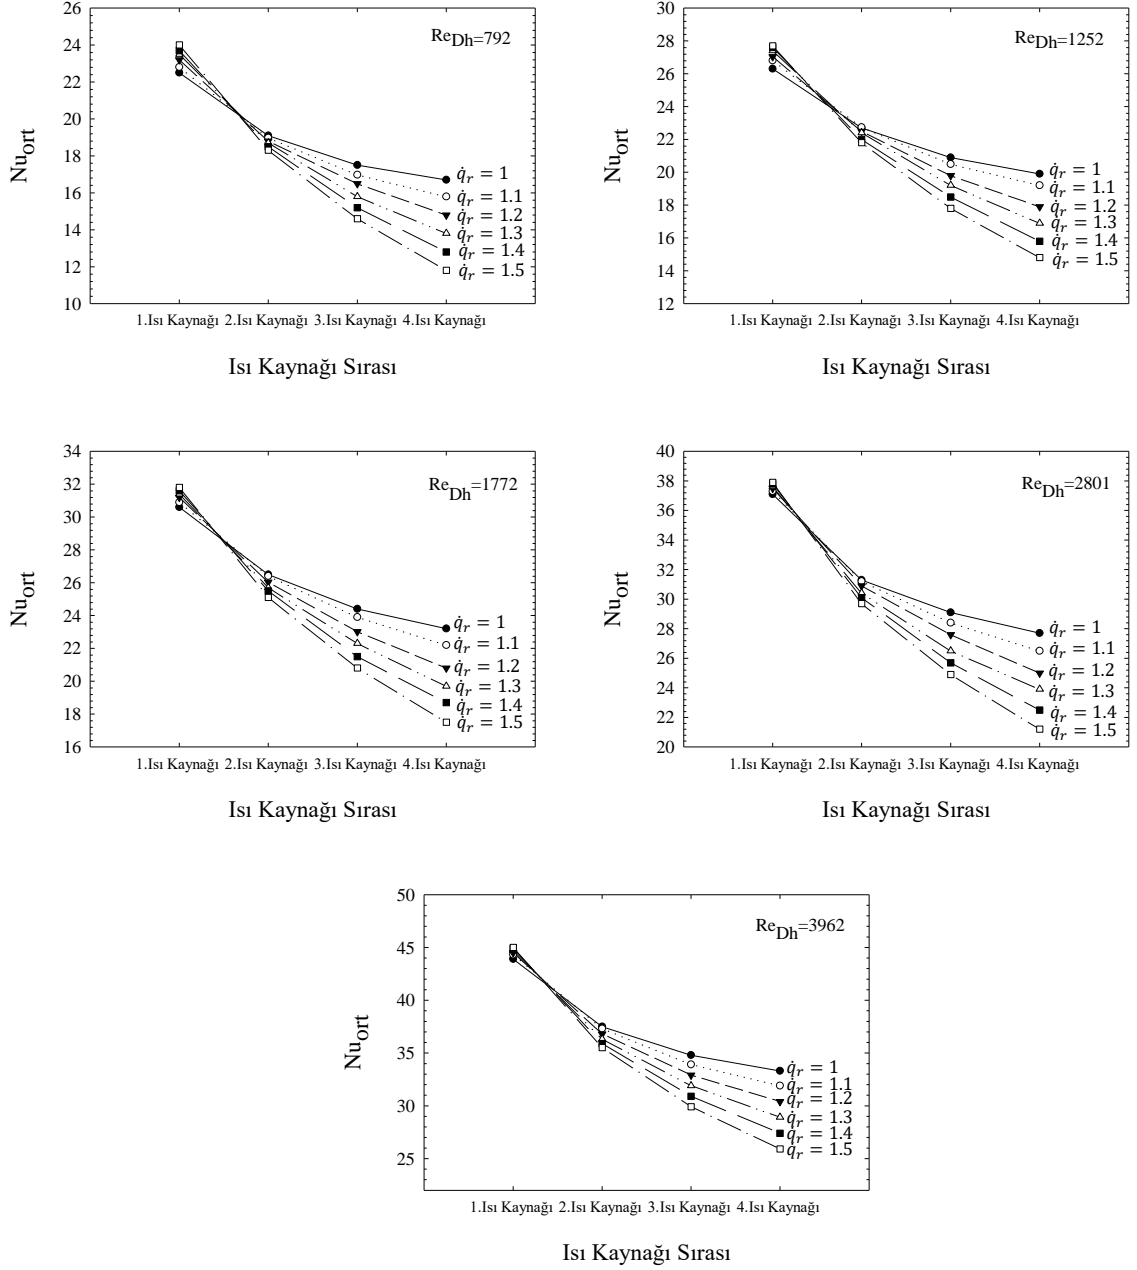 26
24
22
20
18
16
14
12
10
Nu_ort
Re_Dh=792
q̇_r = 1
q̇_r = 1.1
q̇_r = 1.2
q̇_r = 1.3
q̇_r = 1.4
q̇_r = 1.5
1.Isı Kaynağı 2.Isı Kaynağı 3.Isı Kaynağı 4.Isı Kaynağı
Isı Kaynağı Sırası
30
28
26
24
22
20
18
16
14
12
Nu_ort
Re_Dh=1252
q̇_r = 1
q̇_r = 1.1
q̇_r = 1.2
q̇_r = 1.3
q̇_r = 1.4
q̇_r = 1.5
1.Isı Kaynağı 2.Isı Kaynağı 3.Isı Kaynağı 4.Isı Kaynağı
Isı Kaynağı Sırası
34
32
30
28
26
24
22
20
18
16
Nu_ort
Re_Dh=1772
q̇_r = 1
q̇_r = 1.1
q̇_r = 1.2
q̇_r = 1.3
q̇_r = 1.4
q̇_r = 1.5
1.Isı Kaynağı 2.Isı Kaynağı 3.Isı Kaynağı 4.Isı Kaynağı
Isı Kaynağı Sırası
40
38
36
34
32
30
28
26
24
22
20
Nu_ort
Re_Dh=2801
q̇_r = 1
q̇_r = 1.1
q̇_r = 1.2
q̇_r = 1.3
q̇_r = 1.4
q̇_r = 1.5
1.Isı Kaynağı 2.Isı Kaynağı 3.Isı Kaynağı 4.Isı Kaynağı
Isı Kaynağı Sırası
50
45
40
35
30
25
Nu_ort
Re_Dh=3962
q̇_r = 1
q̇_r = 1.1
q̇_r = 1.2
q̇_r = 1.3
q̇_r = 1.4
q̇_r = 1.5
1.Isı Kaynağı 2.Isı Kaynağı 3.Isı Kaynağı 4.Isı Kaynağı
Isı Kaynağı Sırası